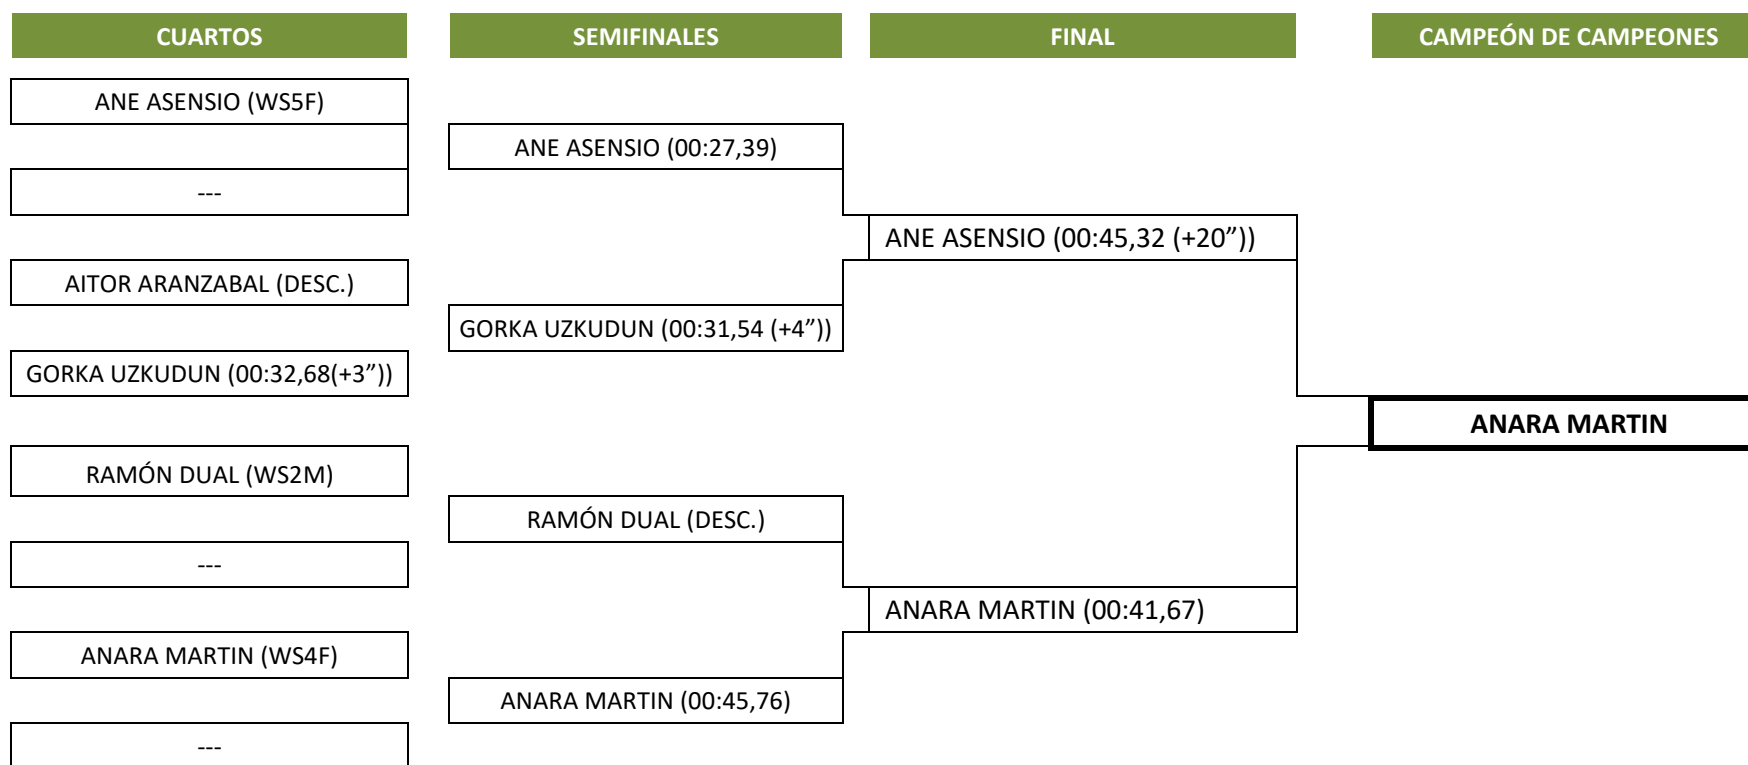 CUARTOS
SEMIFINALES
FINAL
CAMPEÓN DE CAMPEONES
ANE ASENSIO (WS5F)
---
AITOR ARANZABAL (DESC.)
GORKA UZKUDUN (00:32,68(+3”))
RAMÓN DUAL (WS2M)
---
ANARA MARTIN (WS4F)
---
ANE ASENSIO (00:27,39)
GORKA UZKUDUN (00:31,54 (+4”))
RAMÓN DUAL (DESC.)
ANARA MARTIN (00:45,76)
ANE ASENSIO (00:45,32 (+20”))
ANARA MARTIN (00:41,67)
ANARA MARTIN